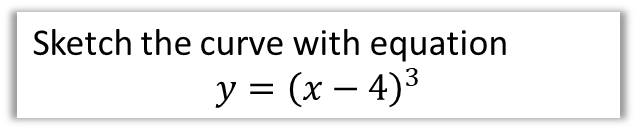 Sketch the curve with equation
y = (x − 4)³